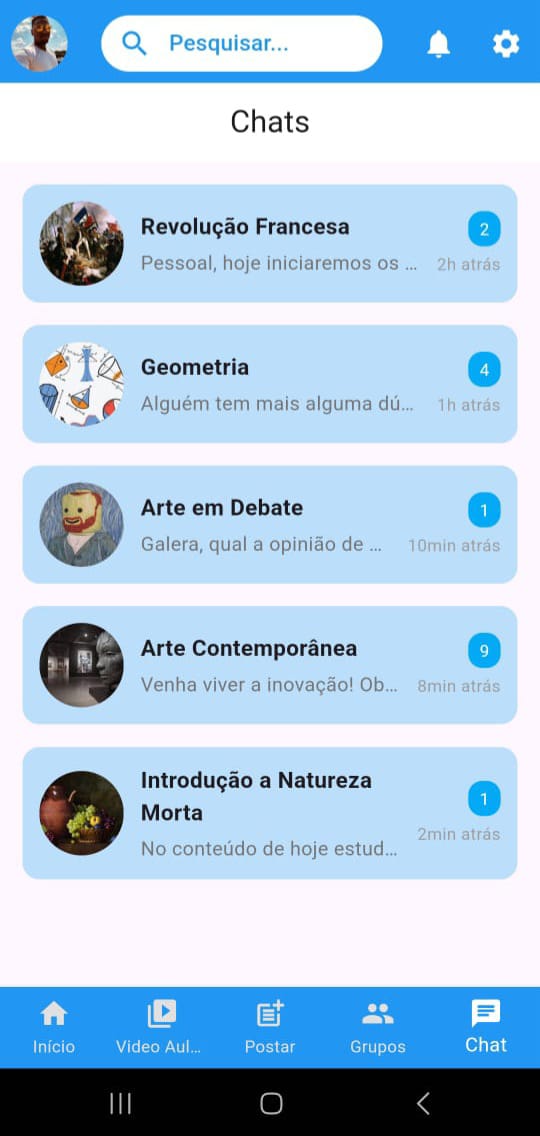 Pesquisar...
Chats
Revolução Francesa
2
Pessoal, hoje iniciaremos os ...
2h atrás
Geometria
4
Alguém tem mais alguma dú...
1h atrás
Arte em Debate
1
Galera, qual a opinião de ...
10min atrás
Arte Contemporânea
9
Venha viver a inovação! Ob...
8min atrás
Introdução a Natureza
Morta
1
No conteúdo de hoje estud...
2min atrás
Início
Video Aul...
Postar
Grupos
Chat